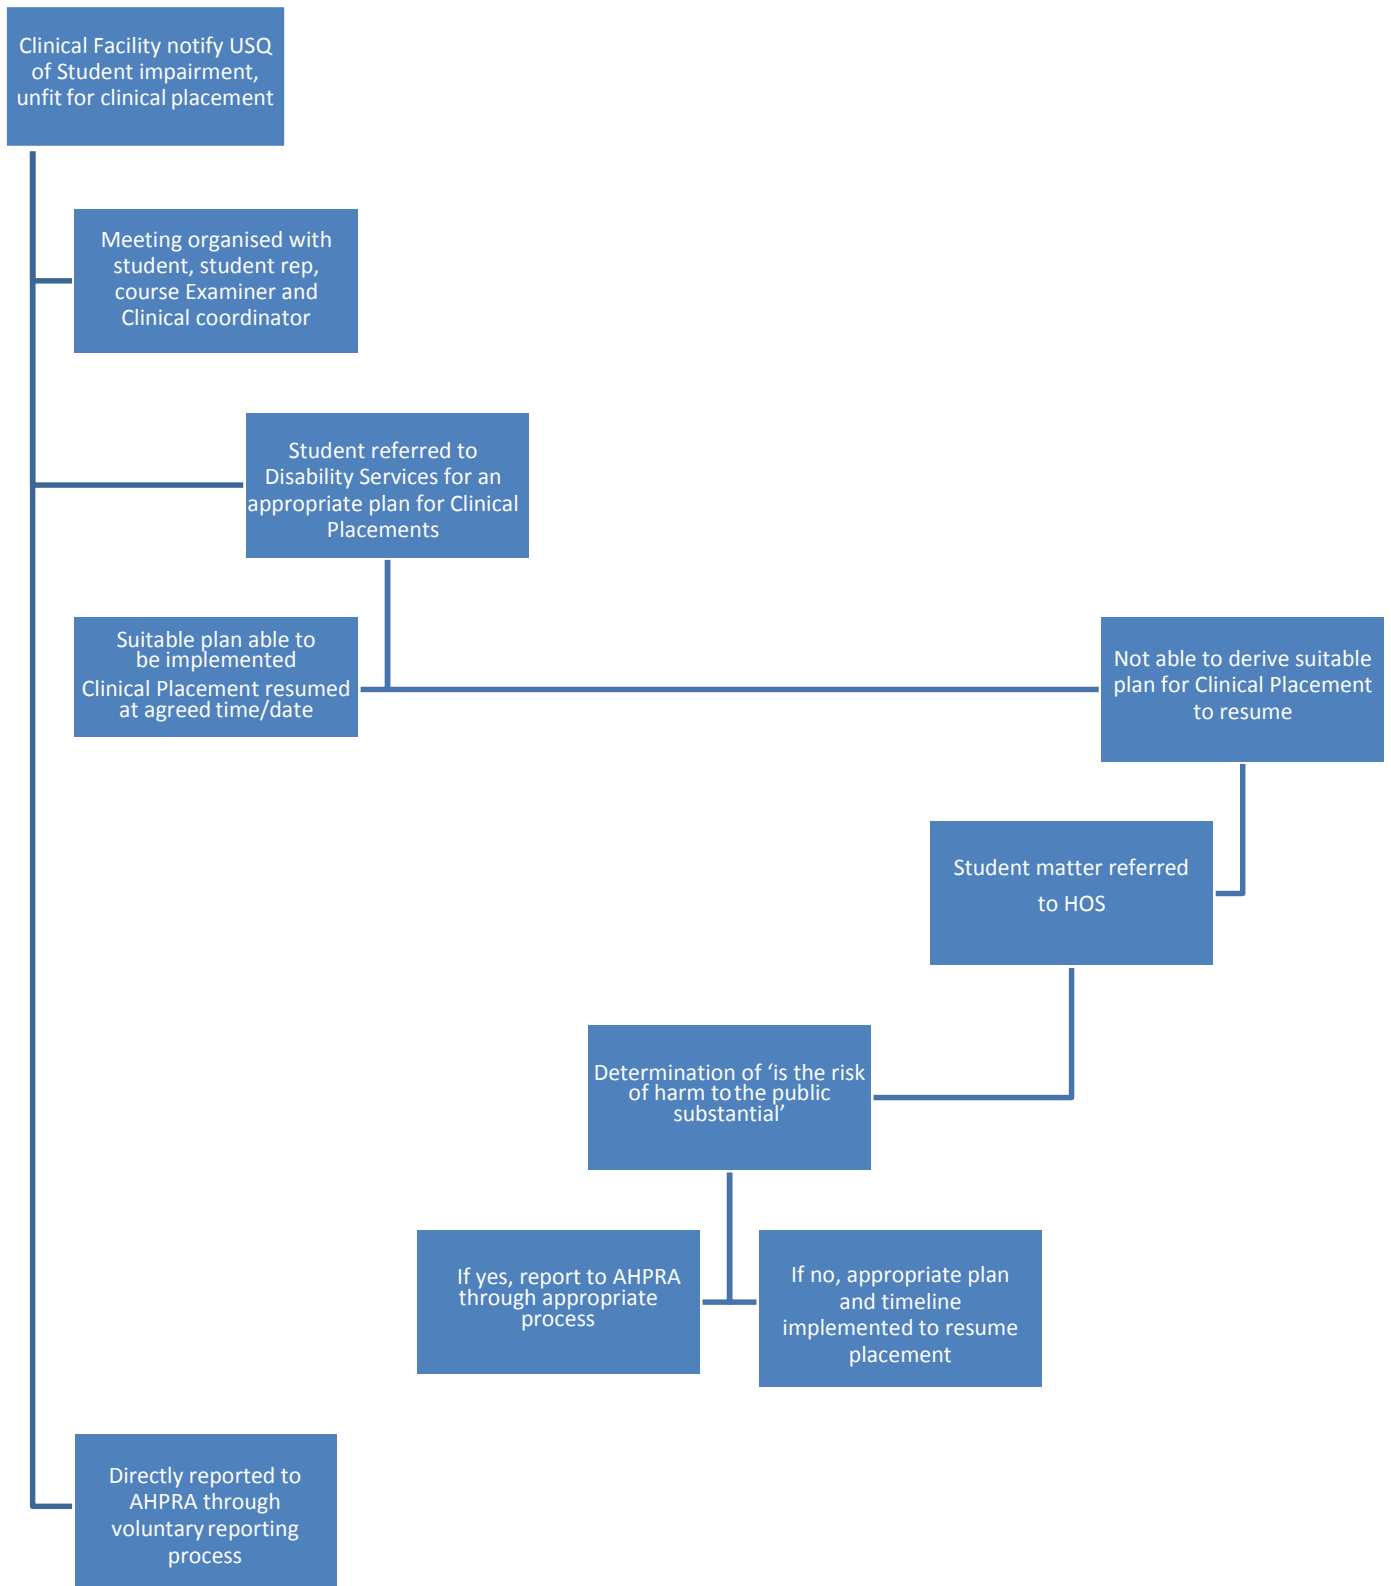 Clinical Facility notify USQ
of Student impairment,
unfit for clinical placement
Meeting organised with
student, student rep,
course Examiner and
Clinical coordinator
Student referred to
Disability Services for an
appropriate plan for Clinical
Placements
Suitable plan able to
be implemented
Clinical Placement resumed
at agreed time/date
Not able to derive suitable
plan for Clinical Placement
to resume
Student matter referred
to HOS
Determination of ‘is the risk
of harm to the public
substantial’
If yes, report to AHPRA
through appropriate
process
If no, appropriate plan
and timeline
implemented to resume
placement
Directly reported to
AHPRA through
voluntary reporting
process